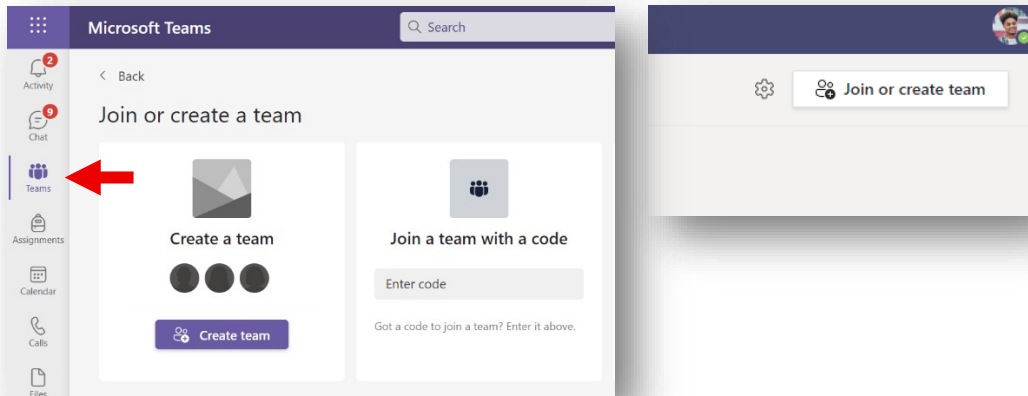 Microsoft Teams
Search
2
Activity
9
Chat
Teams
Assignments
Calendar
Calls
Files
Back
Join or create a team
Create a team
Create team
Join a team with a code
Enter code
Got a code to join a team? Enter it above.
Join or create team